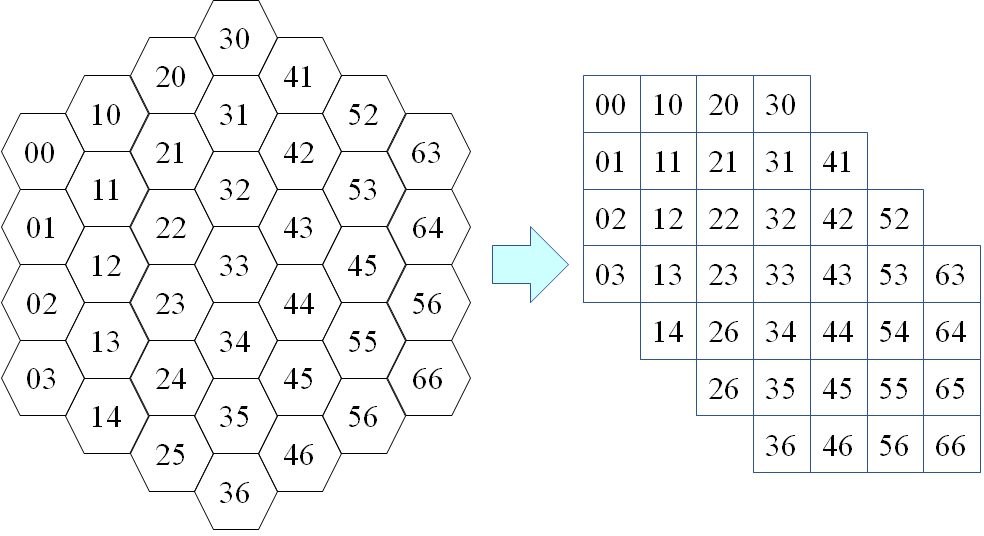 30
20 41
10 31 52
00 21 42 63
11 32 53
01 22 43 64
12 33 45
02 23 44 56
13 34 55
03 24 45 66
14 35 56
25 46
36
00 10 20 30
01 11 21 31 41
02 12 22 32 42 52
03 13 23 33 43 53 63
14 26 34 44 54 64
26 35 45 55 65
36 46 56 66